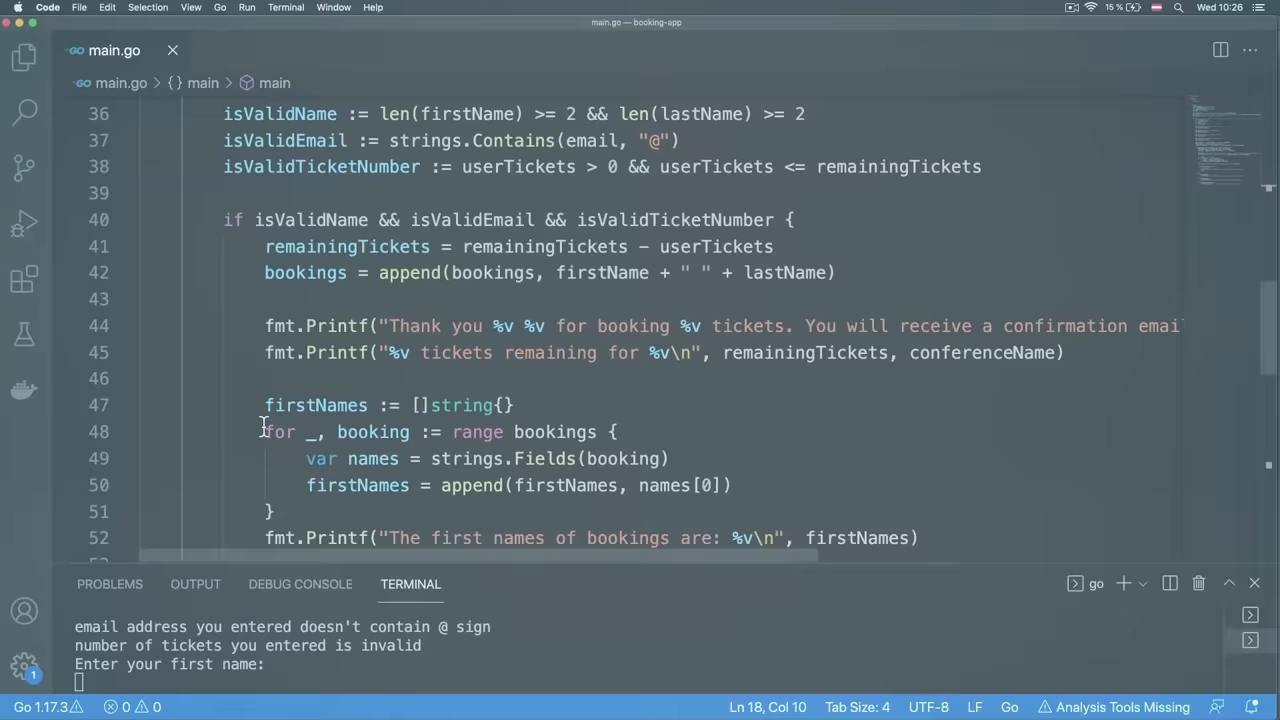 Code File Edit Selection View Go Run Terminal Window Help 15 % Wed 10:26
main.go — booking-app
main.go
main.go > {} main > main
36 isValidName := len(firstName) >= 2 && len(lastName) >= 2
37 isValidEmail := strings.Contains(email, "@")
38 isValidTicketNumber := userTickets > 0 && userTickets <= remainingTickets
39
40 if isValidName && isValidEmail && isValidTicketNumber {
41 remainingTickets = remainingTickets - userTickets
42 bookings = append(bookings, firstName + " " + lastName)
43
44 fmt.Printf("Thank you %v %v for booking %v tickets. You will receive a confirmation email
45 fmt.Printf("%v tickets remaining for %v\n", remainingTickets, conferenceName)
46
47 firstNames := []string{}
48 for _, booking := range bookings {
49 var names = strings.Fields(booking)
50 firstNames = append(firstNames, names[0])
51 }
52 fmt.Printf("The first names of bookings are: %v\n", firstNames)
PROBLEMS OUTPUT DEBUG CONSOLE TERMINAL go
email address you entered doesn't contain @ sign
number of tickets you entered is invalid
Enter your first name:
1
Go 1.17.3 0 0 Ln 18, Col 10 Tab Size: 4 UTF-8 LF Go Analysis Tools Missing